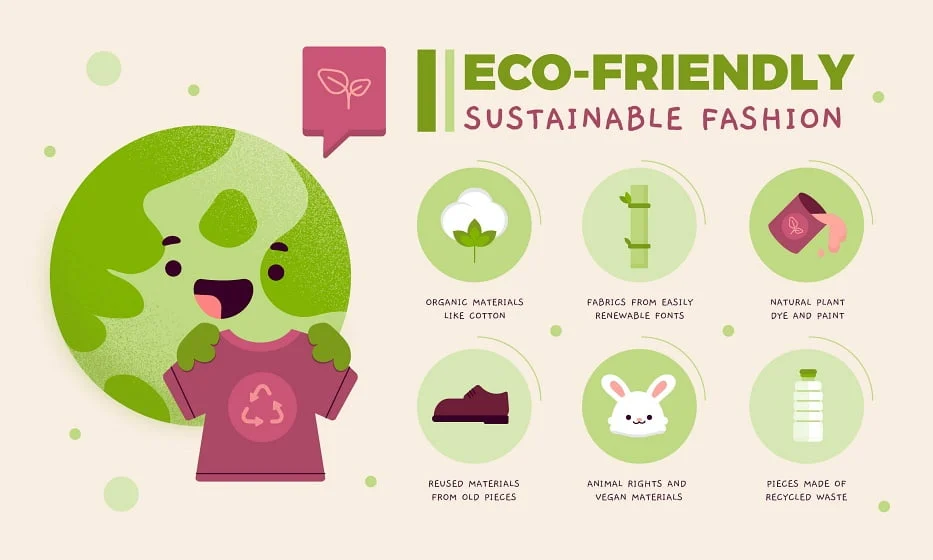 ECO-FRIENDLY
SUSTAINABLE FASHION
ORGANIC MATERIALS
LIKE COTTON
FABRICS FROM EASILY
RENEWABLE FONTS
NATURAL PLANT
DYE AND PAINT
REUSED MATERIALS
FROM OLD PIECES
ANIMAL RIGHTS AND
VEGAN MATERIALS
PIECES MADE OF
RECYCLED WASTE